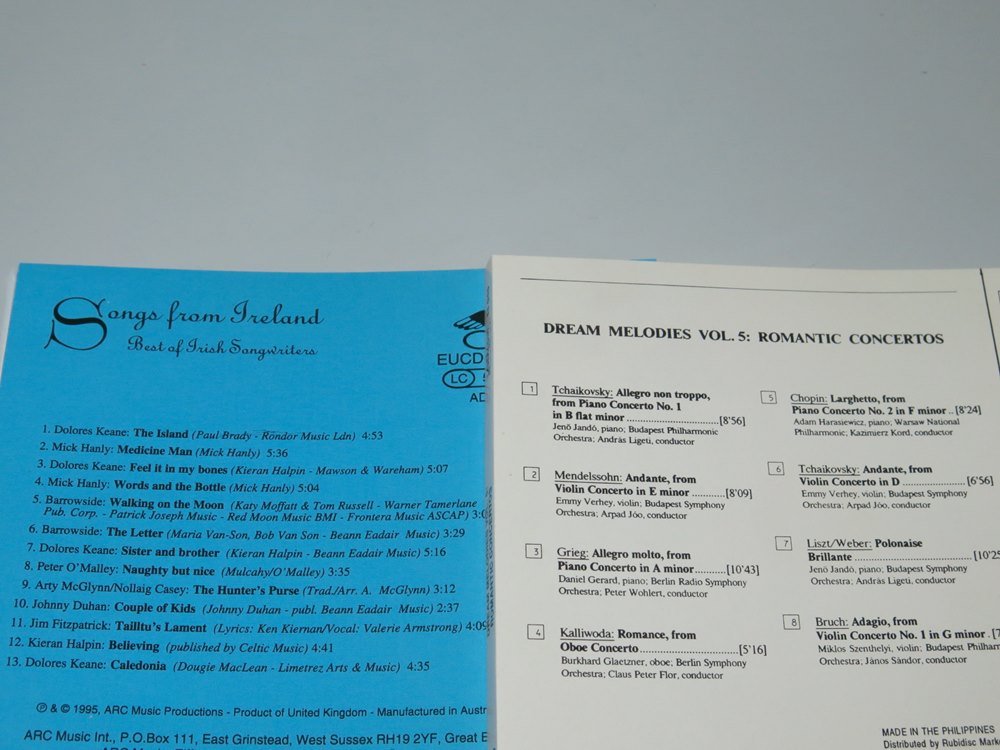 Songs from Ireland
Best of Irish Songwriters
EUCD
LC
1. Dolores Keane: The Island (Paul Brady - Rondor Music Ldn) 4:53
2. Mick Hanly: Medicine Man (Mick Hanly) 5:36
3. Dolores Keane: Feel it in my bones (Kieran Halpin - Mawson & Wareham) 5:07
4. Mick Hanly: Words and the Bottle (Mick Hanly) 5:04
5. Barrowside: Walking on the Moon (Katy Moffatt & Tom Russell - Warner Tamerlane
Pub. Corp. - Patrick Joseph Music - Red Moon Music BMI - Frontera Music ASCAP)
6. Barrowside: The Letter (Maria Van-Son, Bob Van Son - Beann Eadair Music) 3:29
7. Dolores Keane: Sister and brother (Kieran Halpin - Beann Eadair Music) 5:16
8. Peter O'Malley: Naughty but nice (Mulcahy/O'Malley) 3:35
9. Arty McGlynn/Nollaig Casey: The Hunter's Purse (Trad./Arr. A. McGlynn) 3:12
10. Johnny Duhan: Couple of Kids (Johnny Duhan - publ. Beann Eadair Music) 2:37
11. Jim Fitzpatrick: Tailltu's Lament (Lyrics: Ken Kiernan/Vocal: Valerie Armstrong) 4:09
12. Kieran Halpin: Believing (published by Celtic Music) 4:41
13. Dolores Keane: Caledonia (Dougie MacLean - Limetrez Arts & Music) 4:35
℗ & © 1995, ARC Music Productions - Product of United Kingdom - Manufactured in Austr
ARC Music Int., P.O.Box 111, East Grinstead, West Sussex RH19 2YF, Great B
DREAM MELODIES VOL. 5: ROMANTIC CONCERTOS
1 Tchaikovsky: Allegro non troppo,
from Piano Concerto No. 1
in B flat minor [8'56]
Jenö Jandó, piano; Budapest Philharmonic
Orchestra; András Ligeti, conductor
2 Mendelssohn: Andante, from
Violin Concerto in E minor [8'09]
Emmy Verhey, violin; Budapest Symphony
Orchestra; Arpad Jóo, conductor
3 Grieg: Allegro molto, from
Piano Concerto in A minor [10'43]
Daniel Gerard, piano; Berlin Radio Symphony
Orchestra; Peter Wohlert, conductor
4 Kalliwoda: Romance, from
Oboe Concerto [5'16]
Burkhard Glaetzner, oboe; Berlin Symphony
Orchestra; Claus Peter Flor, conductor
5 Chopin: Larghetto, from
Piano Concerto No. 2 in F minor [8'24]
Adam Harasiewicz, piano; Warsaw National
Philharmonic, Kazimierz Kord, conductor
6 Tchaikovsky: Andante, from
Violin Concerto in D [6'56]
Emmy Verhey, violin; Budapest Symphony
Orchestra; Arpad Jóo, conductor
7 Liszt/Weber: Polonaise
Brillante [10'25
Jenö Jandó, piano; Budapest Symphony
Orchestra; András Ligeti, conductor
8 Bruch: Adagio, from
Violin Concerto No. 1 in G minor [7
Miklos Szenthelyi, violin; Budapest Philharm
Orchestra; János Sándor, conductor
MADE IN THE PHILIPPINES
Distributed by Rubidisc Mark